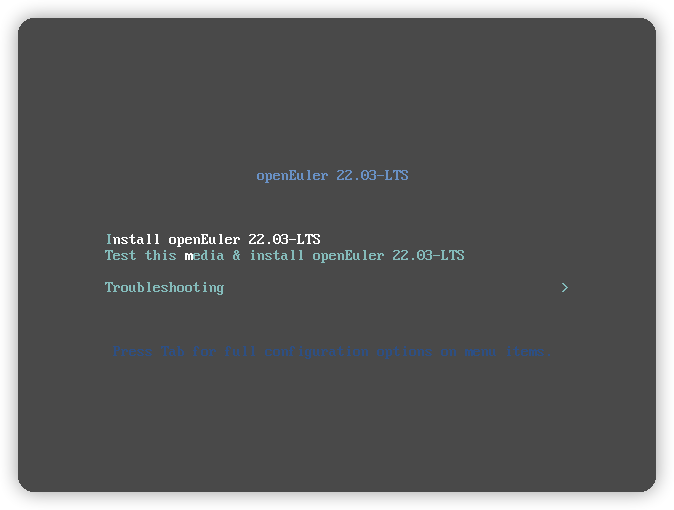 openEuler 22.03-LTS
Install openEuler 22.03-LTS
Test this media & install openEuler 22.03-LTS
Troubleshooting >
Press Tab for full configuration options on menu items.